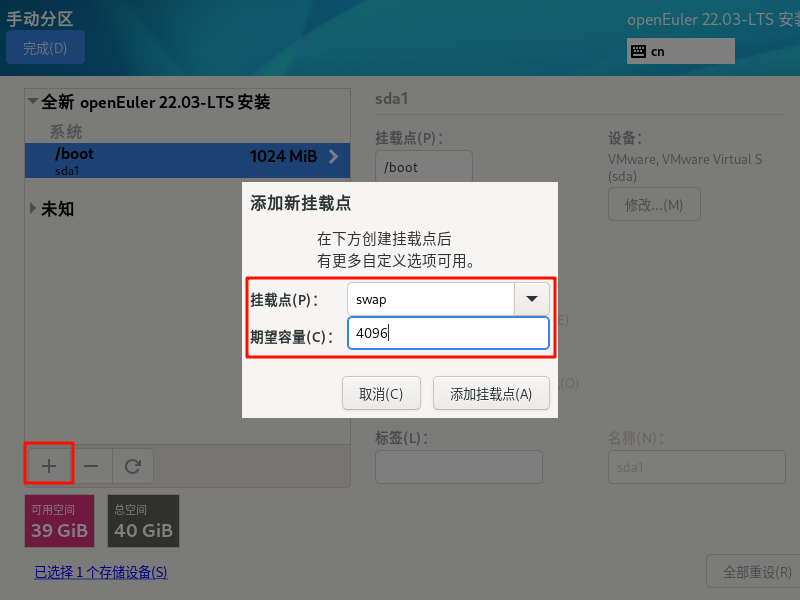 手动分区
完成(D)
openEuler 22.03-LTS 安
cn
全新 openEuler 22.03-LTS 安装
系统
/boot
1024 MiB
sda1
未知
sda1
挂载点(P)：
/boot
设备：
VMware, VMware Virtual S
(sda)
修改...(M)
添加新挂载点
在下方创建挂载点后
有更多自定义选项可用。
挂载点(P)：
swap
期望容量(C)：
4096
取消(C)
添加挂载点(A)
E)
(O)
标签(L)：
名称(N)：
sda1
可用空间
39 GiB
总空间
40 GiB
已选择 1 个存储设备(S)
全部重设(R)